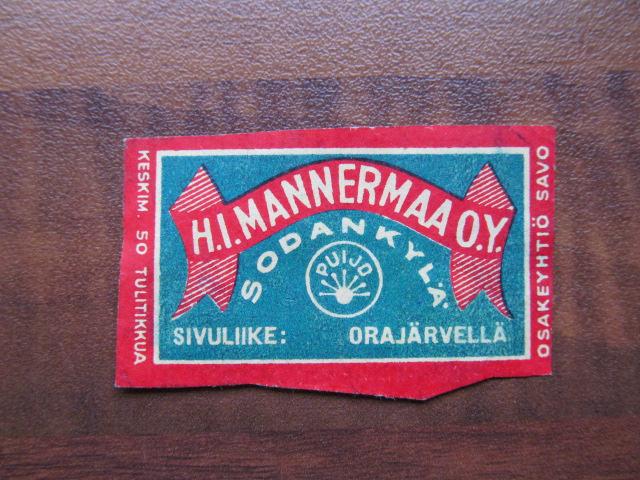 KESKIM. 50 TULITIKKUA
H.I. MANNERMAA O.Y.
SODANKYLÄ.
PUIJO
SIVULIIKE: ORAJÄRVELLÄ
OSAKEYHTIÖ SAVO